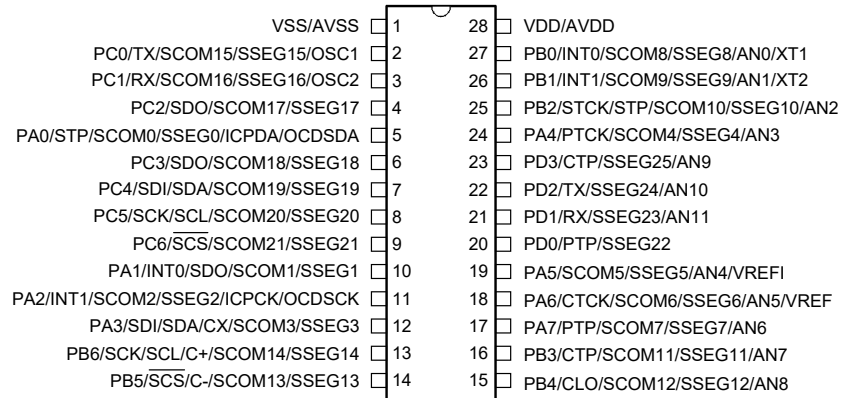 VSS/AVSS 1 28 VDD/AVDD
PC0/TX/SCOM15/SSEG15/OSC1 2 27 PB0/INT0/SCOM8/SSEG8/AN0/XT1
PC1/RX/SCOM16/SSEG16/OSC2 3 26 PB1/INT1/SCOM9/SSEG9/AN1/XT2
PC2/SDO/SCOM17/SSEG17 4 25 PB2/STCK/STP/SCOM10/SSEG10/AN2
PA0/STP/SCOM0/SSEG0/ICPDA/OCDSDA 5 24 PA4/PTCK/SCOM4/SSEG4/AN3
PC3/SDO/SCOM18/SSEG18 6 23 PD3/CTP/SSEG25/AN9
PC4/SDI/SDA/SCOM19/SSEG19 7 22 PD2/TX/SSEG24/AN10
PC5/SCK/SCL/SCOM20/SSEG20 8 21 PD1/RX/SSEG23/AN11
PC6/SCS/SCOM21/SSEG21 9 20 PD0/PTP/SSEG22
PA1/INT0/SDO/SCOM1/SSEG1 10 19 PA5/SCOM5/SSEG5/AN4/VREFI
PA2/INT1/SCOM2/SSEG2/ICPCK/OCDSCK 11 18 PA6/CTCK/SCOM6/SSEG6/AN5/VREF
PA3/SDI/SDA/CX/SCOM3/SSEG3 12 17 PA7/PTP/SCOM7/SSEG7/AN6
PB6/SCK/SCL/C+/SCOM14/SSEG14 13 16 PB3/CTP/SCOM11/SSEG11/AN7
PB5/SCS/C-/SCOM13/SSEG13 14 15 PB4/CLO/SCOM12/SSEG12/AN8